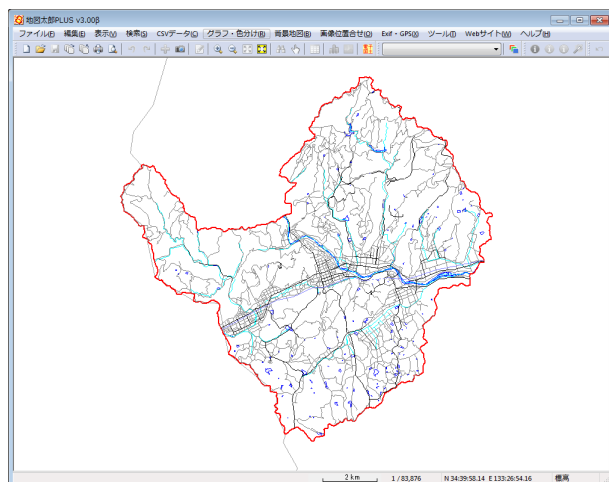 地図太郎PLUS v3.00β
ファイル(F) 編集(E) 表示(V) 検索(S) CSVデータ(C) グラフ・色分け(R) 背景地図(B) 画像位置合せ(O) Exif・GPS(X) ツール(T) Webサイト(W) ヘルプ(H)
2 km 1 / 83,876 N 34:39:58.14 E 133:26:54.16 標高